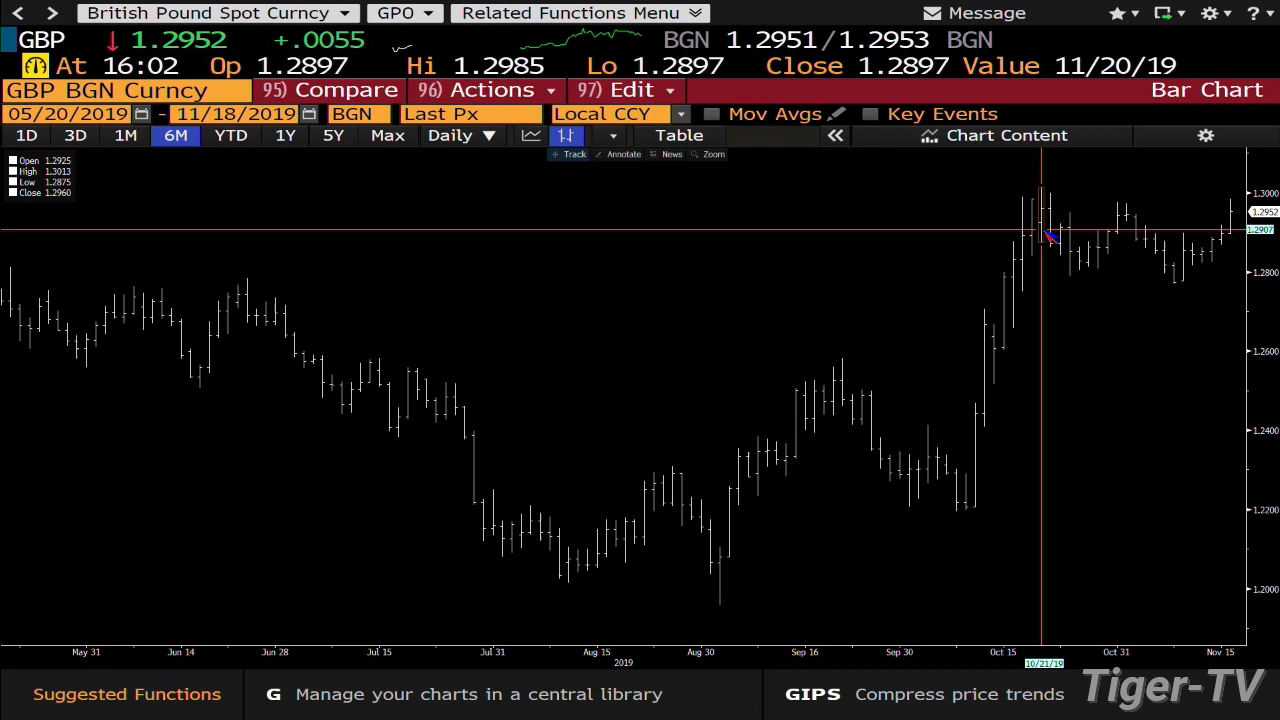 British Pound Spot Curncy GPO Related Functions Menu Message ?
GBP 1.2952 +.0055 BGN 1.2951/1.2953 BGN
At 16:02 Op 1.2897 Hi 1.2985 Lo 1.2897 Close 1.2897 Value 11/20/19
GBP BGN Curncy 95) Compare 96) Actions 97) Edit Bar Chart
05/20/2019 - 11/18/2019 BGN Last Px Local CCY Mov Avgs Key Events
1D 3D 1M 6M YTD 1Y 5Y Max Daily Table Chart Content
Track Annotate News Zoom
Open 1.2925
High 1.3013
Low 1.2875
Close 1.2960
1.3000
1.2952
1.2907
1.2800
1.2600
1.2400
1.2200
1.2000
May 31 Jun 14 Jun 28 Jul 15 Jul 31 Aug 15 Aug 30 Sep 16 Sep 30 Oct 15 Oct 31 Nov 15
2019 10/21/19
Suggested Functions G Manage your charts in a central library GIPS Compress price trends
Tiger-TV